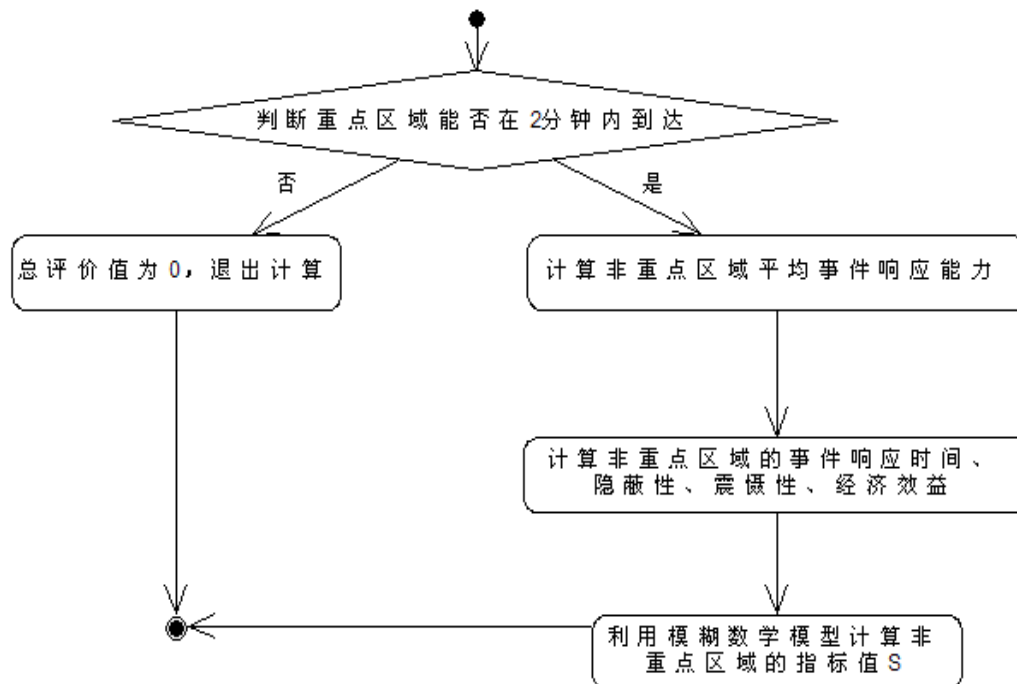 判断重点区域能否在2分钟内到达
否
是
总评价值为0，退出计算
计算非重点区域平均事件响应能力
计算非重点区域的事件响应时间、
隐蔽性、震慑性、经济效益
利用模糊数学模型计算非
重点区域的指标值S